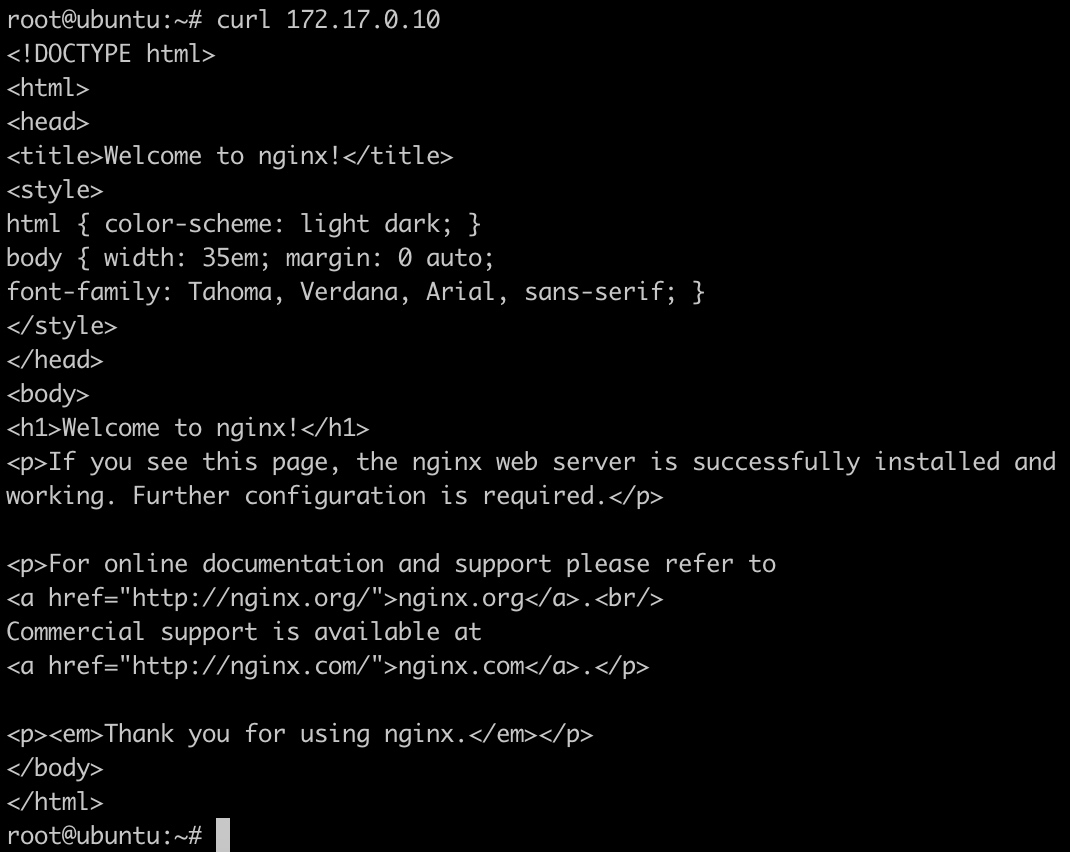 root@ubuntu:~# curl 172.17.0.10
<!DOCTYPE html>
<html>
<head>
<title>Welcome to nginx!</title>
<style>
html { color-scheme: light dark; }
body { width: 35em; margin: 0 auto;
font-family: Tahoma, Verdana, Arial, sans-serif; }
</style>
</head>
<body>
<h1>Welcome to nginx!</h1>
<p>If you see this page, the nginx web server is successfully installed and
working. Further configuration is required.</p>

<p>For online documentation and support please refer to
<a href="http://nginx.org/">nginx.org</a>.<br/>
Commercial support is available at
<a href="http://nginx.com/">nginx.com</a>.</p>

<p><em>Thank you for using nginx.</em></p>
</body>
</html>
root@ubuntu:~#